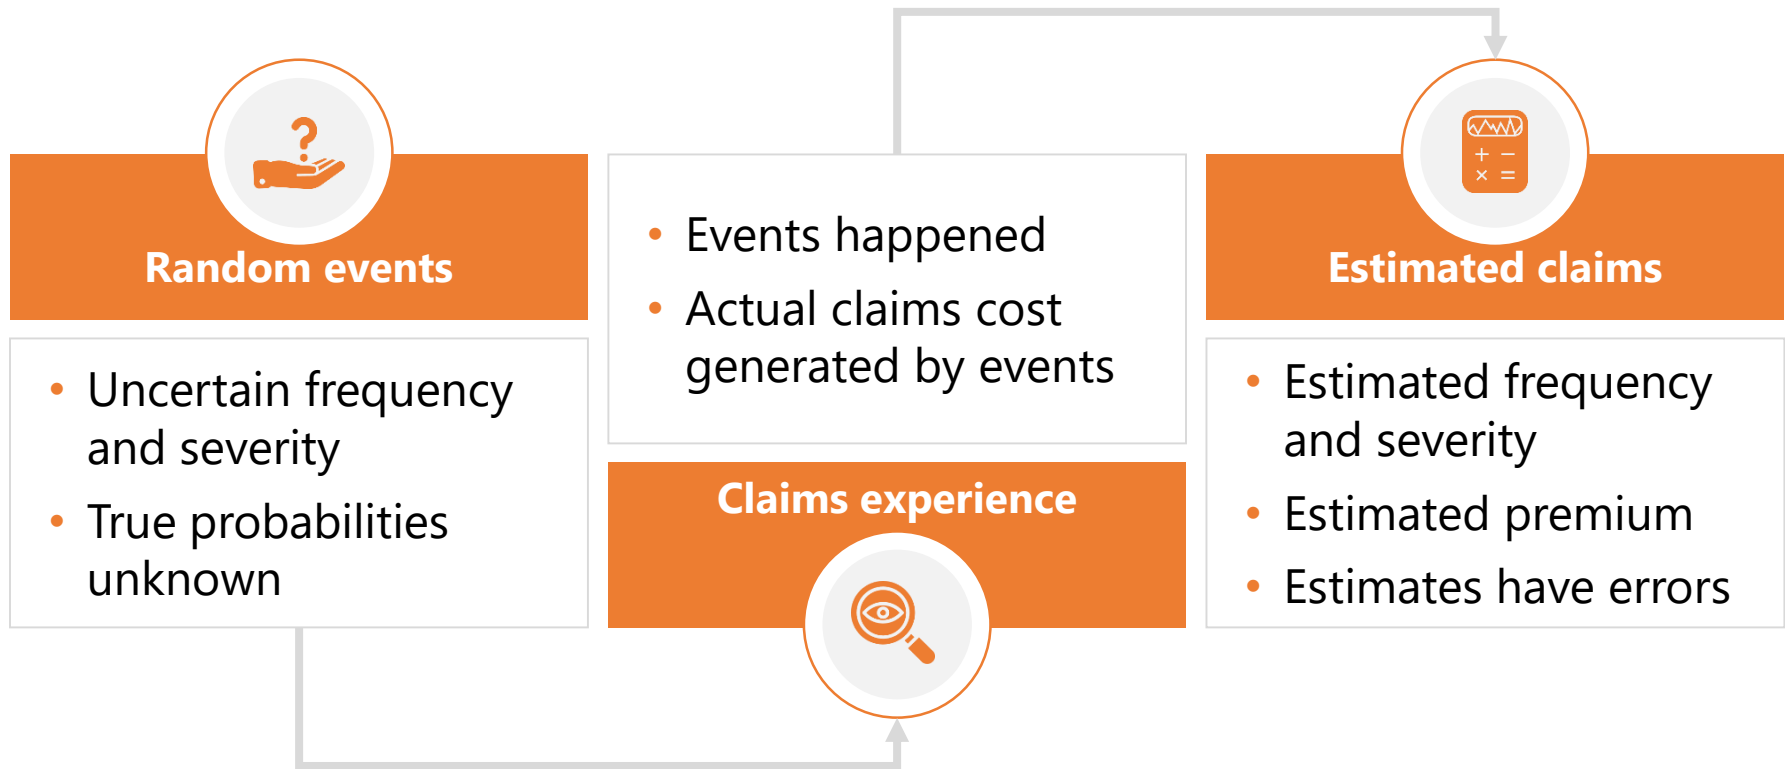 Random events
• Uncertain frequency
and severity
• True probabilities
unknown
• Events happened
• Actual claims cost
generated by events
Claims experience
?
+ −
× =
Estimated claims
• Estimated frequency
and severity
• Estimated premium
• Estimates have errors